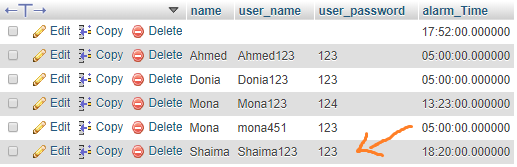 ←T→ name user_name user_password alarm_Time
Edit Copy Delete 17:52:00.000000
Edit Copy Delete Ahmed Ahmed123 123 05:00:00.000000
Edit Copy Delete Donia Donia123 123 05:00:00.000000
Edit Copy Delete Mona Mona123 124 13:23:00.000000
Edit Copy Delete Mona mona451 123 05:00:00.000000
Edit Copy Delete Shaima Shaima123 123 18:20:00.000000